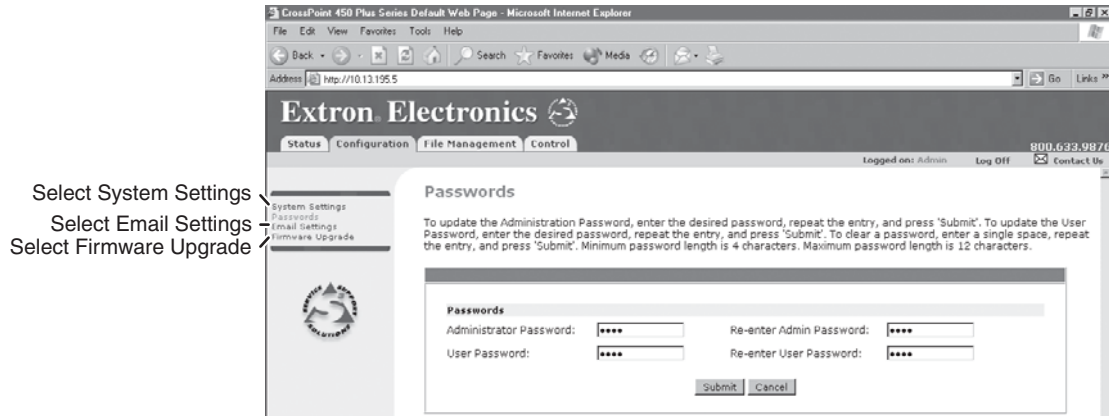 CrossPoint 450 Plus Series Default Web Page - Microsoft Internet Explorer
File Edit View Favorites Tools Help
Back Search Favorites Media
Address http://10.13.195.5 Go Links »
Extron. Electronics
Status Configuration File Management Control
800.633.9876
Logged on: Admin Log Off Contact Us
Select System Settings
Select Email Settings
Select Firmware Upgrade
System Settings
Passwords
Email Settings
Firmware Upgrade
SERVICE SUPPORT SOLUTIONS
Passwords
To update the Administration Password, enter the desired password, repeat the entry, and press 'Submit'. To update the User
Password, enter the desired password, repeat the entry, and press 'Submit'. To clear a password, enter a single space, repeat
the entry, and press 'Submit'. Minimum password length is 4 characters. Maximum password length is 12 characters.
Passwords
Administrator Password: •••• Re-enter Admin Password: ••••
User Password: •••• Re-enter User Password: ••••
Submit Cancel